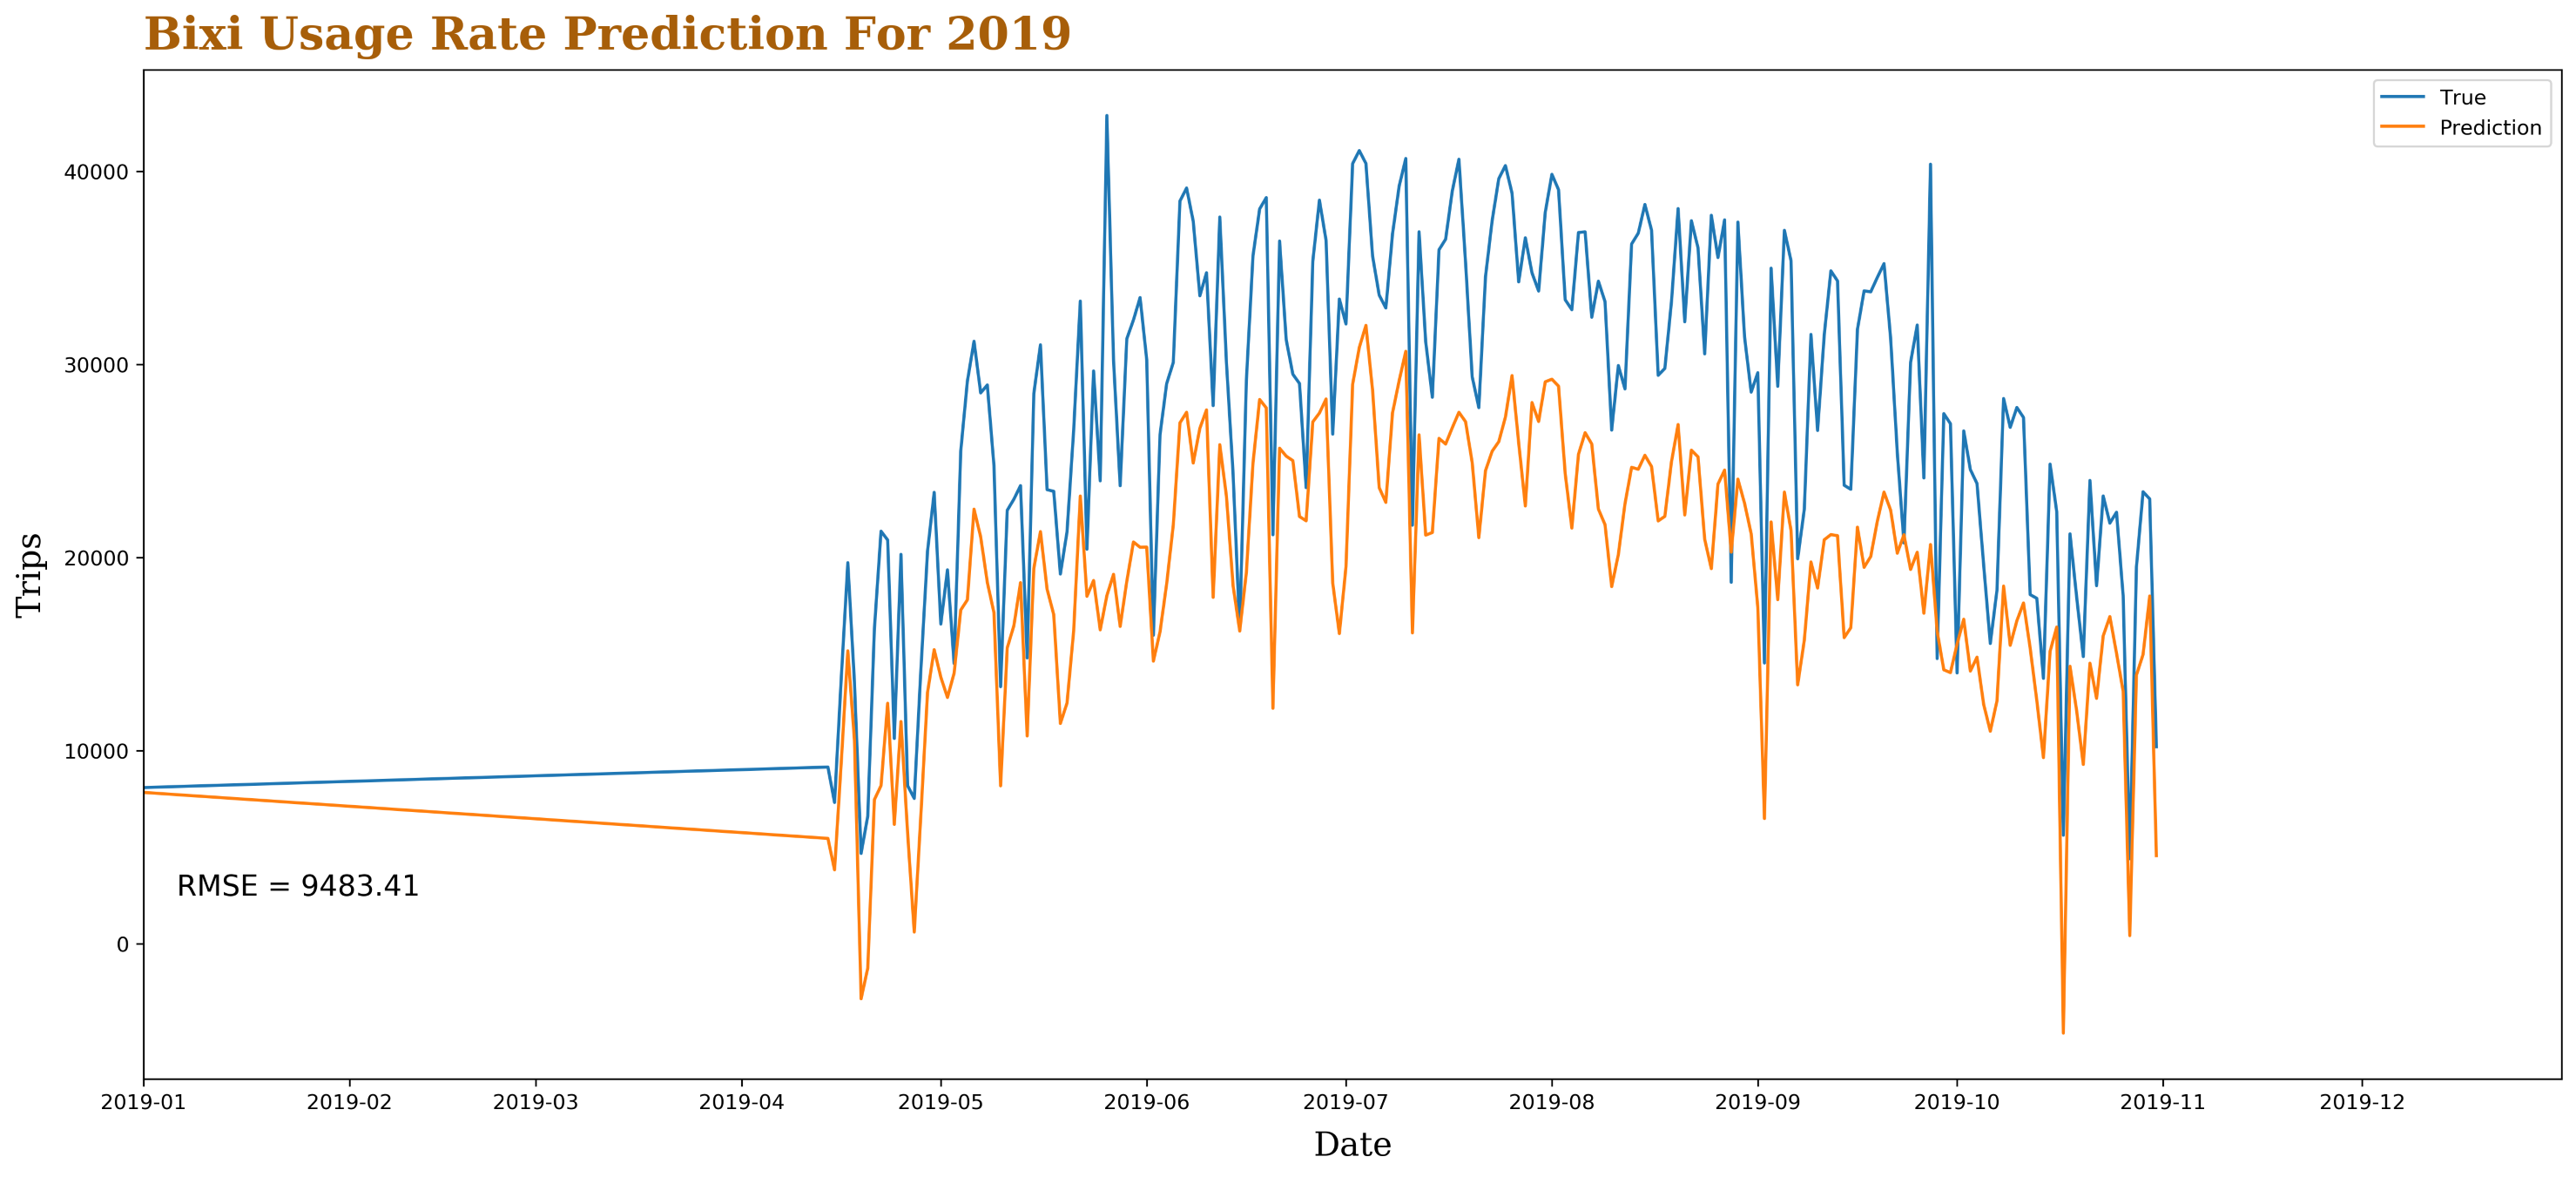 Bixi Usage Rate Prediction For 2019
True
Prediction
40000
30000
20000
10000
0
Trips
RMSE = 9483.41
2019-01 2019-02 2019-03 2019-04 2019-05 2019-06 2019-07 2019-08 2019-09 2019-10 2019-11 2019-12
Date